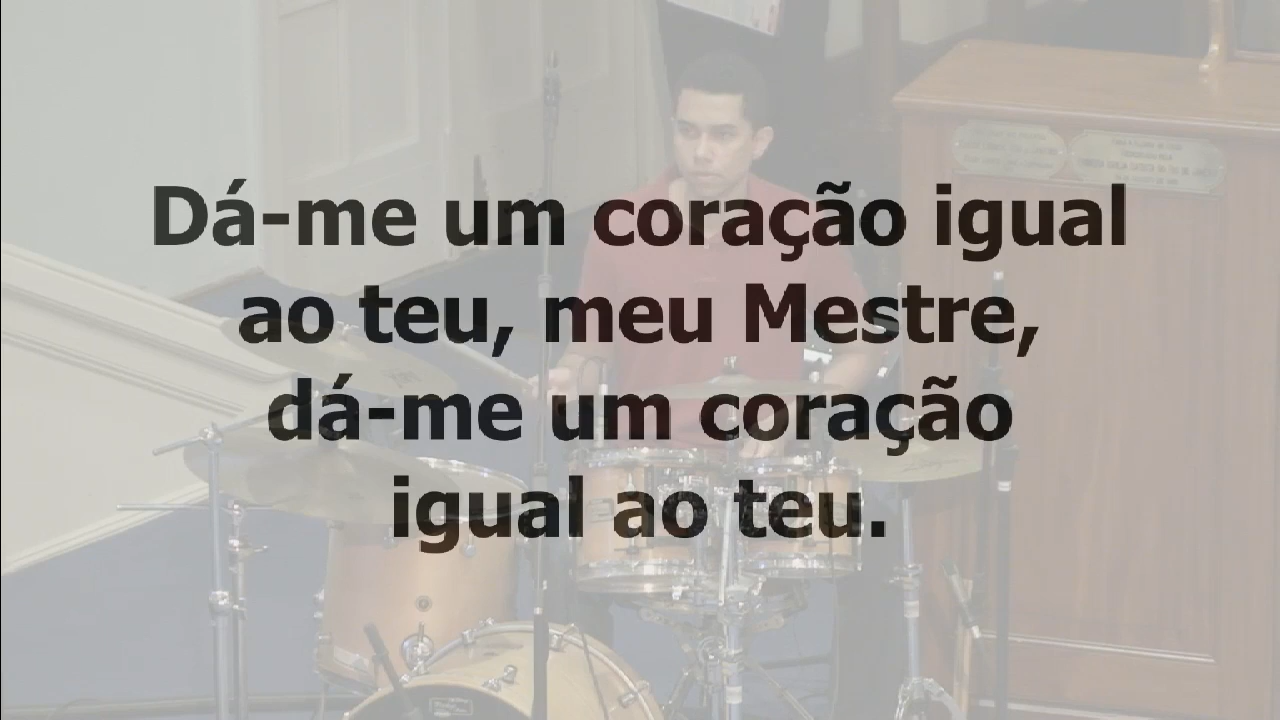 Dá-me um coração igual
ao teu, meu Mestre,
dá-me um coração
igual ao teu.